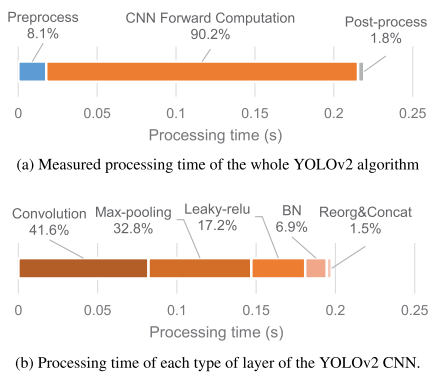 Preprocess
8.1%
CNN Forward Computation
90.2%
Post-process
1.8%
0 0.05 0.1 0.15 0.2 0.25
Processing time (s)
(a) Measured processing time of the whole YOLOv2 algorithm
Convolution
41.6%
Max-pooling
32.8%
Leaky-relu
17.2%
BN
6.9%
Reorg&Concat
1.5%
0 0.05 0.1 0.15 0.2 0.25
Processing time (s)
(b) Processing time of each type of layer of the YOLOv2 CNN.